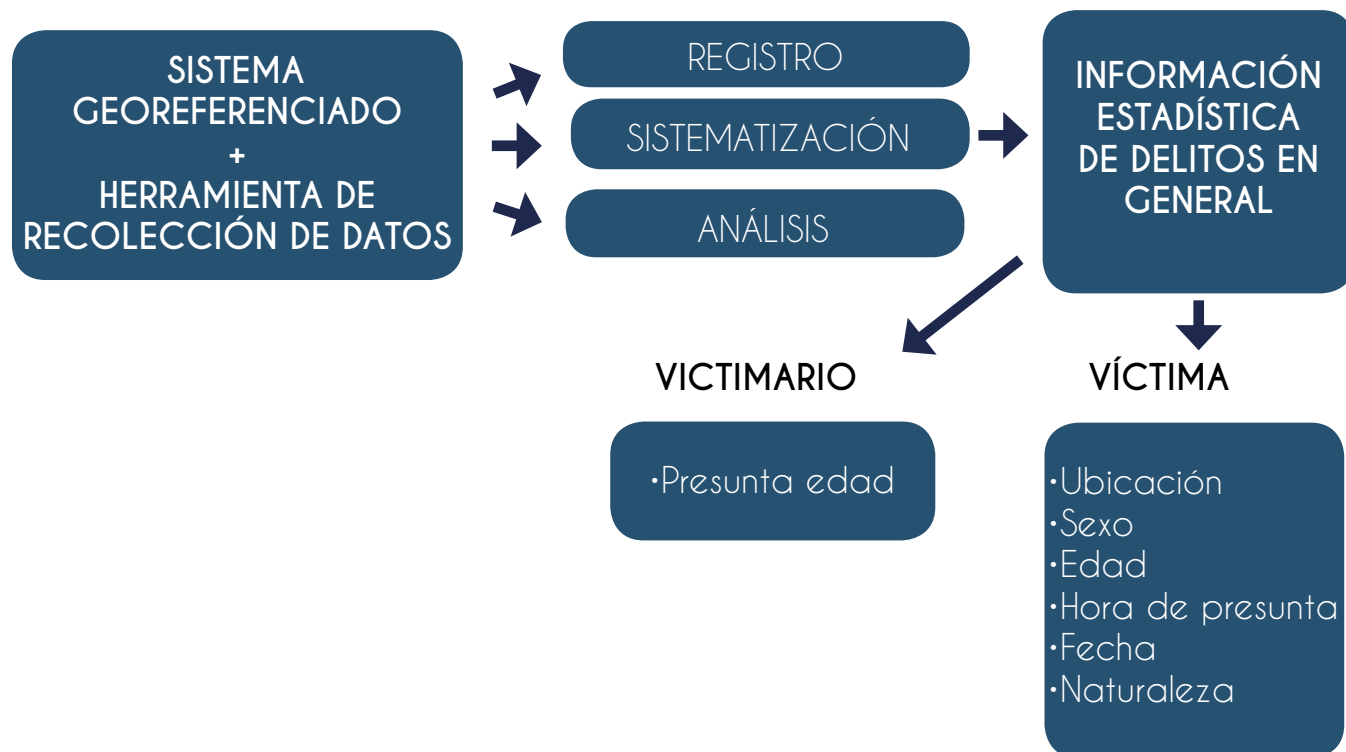 SISTEMA
GEOREFERENCIADO
+
HERRAMIENTA DE
RECOLECCIÓN DE DATOS
REGISTRO
SISTEMATIZACIÓN
ANÁLISIS
INFORMACIÓN
ESTADÍSTICA
DE DELITOS EN
GENERAL
VICTIMARIO
•Presunta edad
VÍCTIMA
•Ubicación
•Sexo
•Edad
•Hora de presunta
•Fecha
•Naturaleza